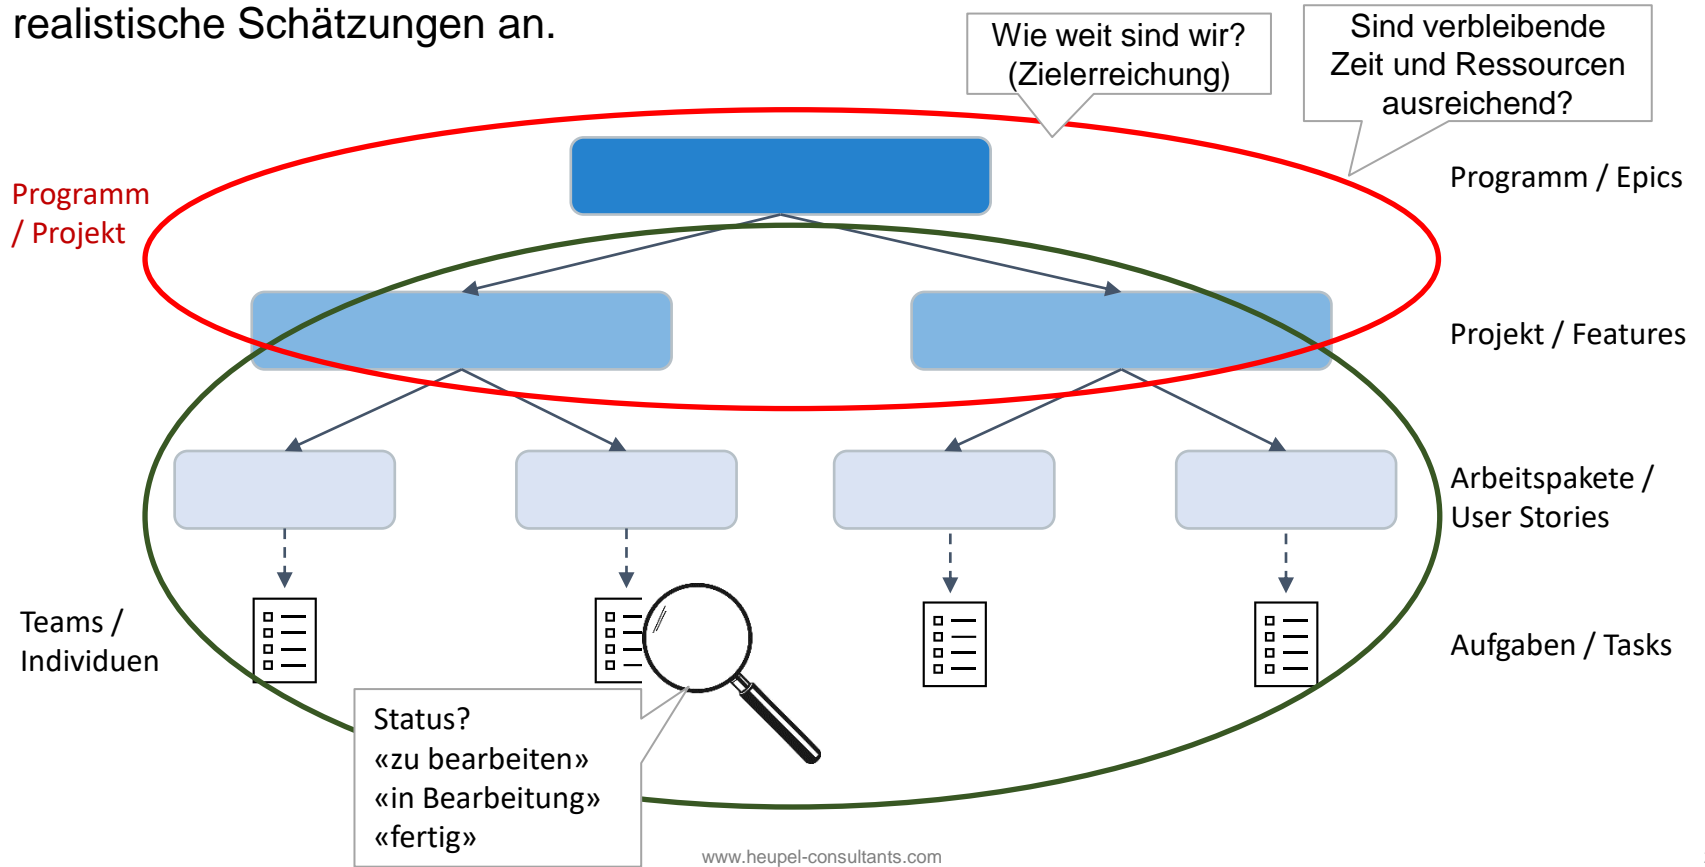 realistische Schätzungen an.
Wie weit sind wir?
(Zielerreichung)
Sind verbleibende
Zeit und Ressourcen
ausreichend?
Programm
/ Projekt
Programm / Epics
Projekt / Features
Arbeitspakete /
User Stories
Teams /
Individuen
Aufgaben / Tasks
Status?
«zu bearbeiten»
«in Bearbeitung»
«fertig»
www.heupel-consultants.com